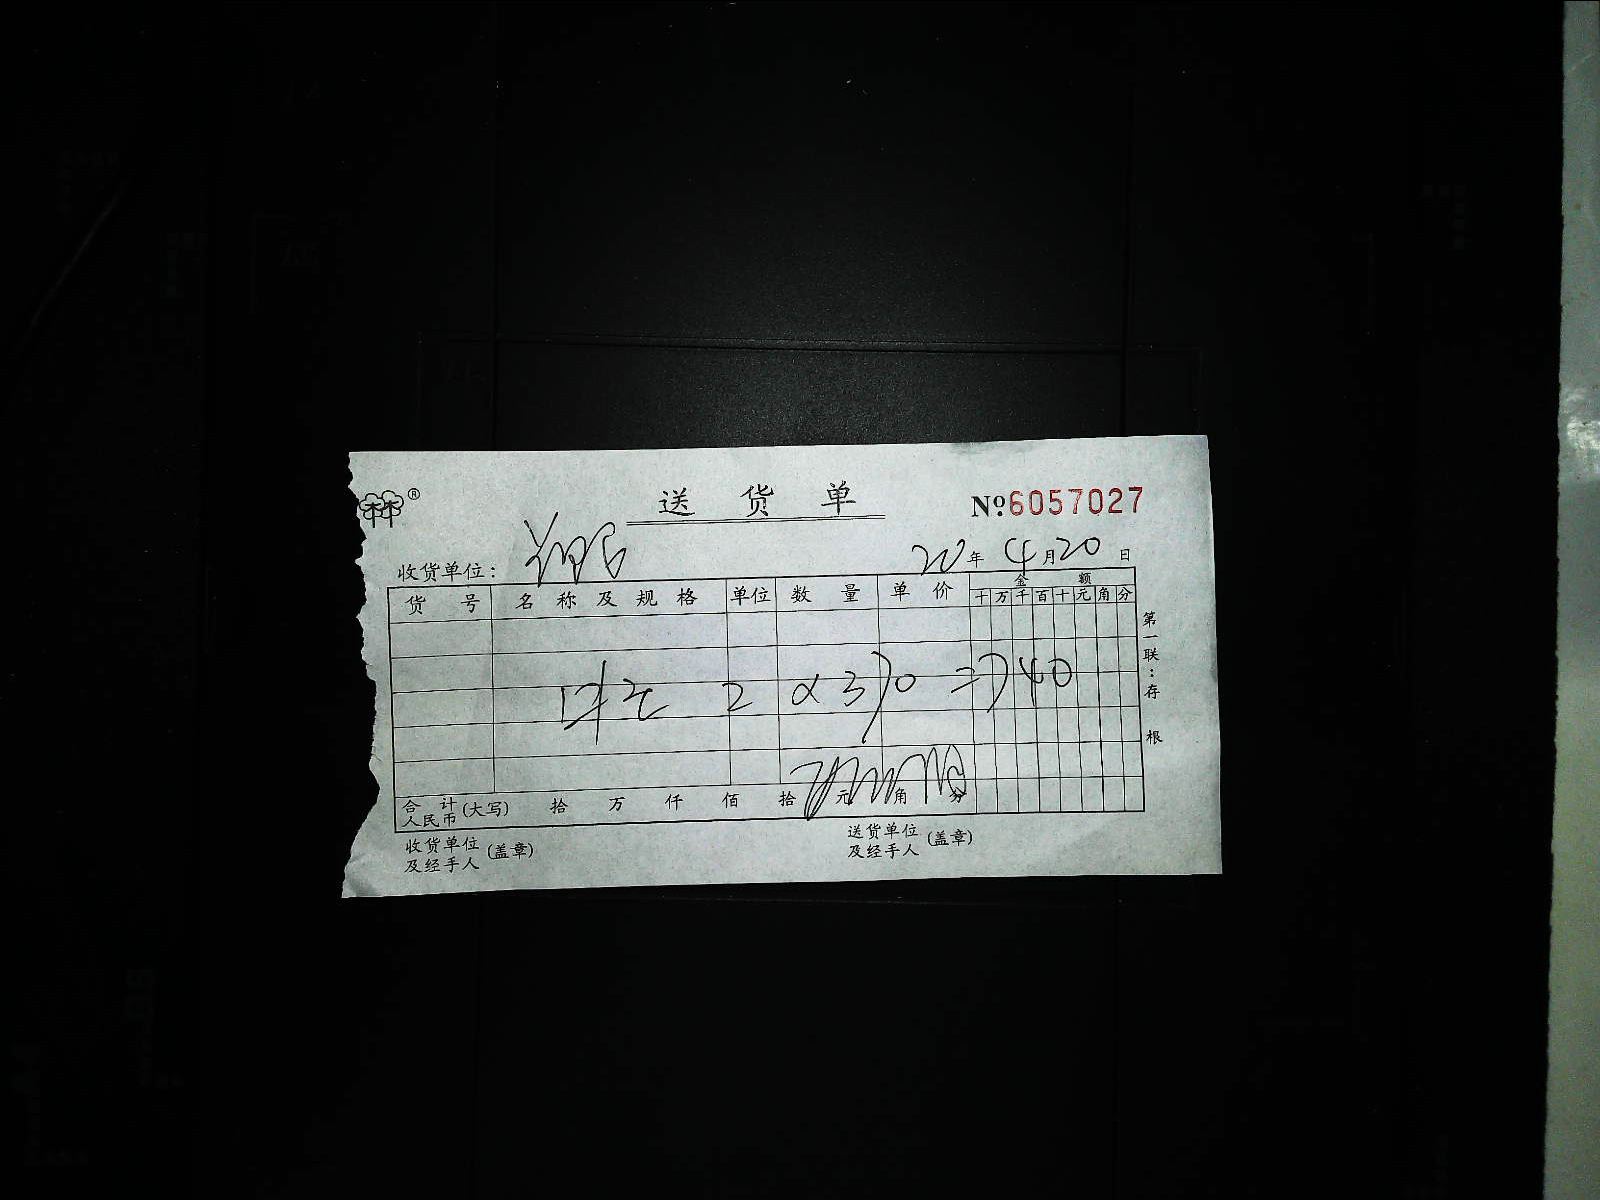 林® 送货单 №6057027
收货单位： 20年4月20日
货号 名称及规格 单位 数量 单价 金额
千万千百十元角分
2 × 370 = 740
合计人民币(大写) 拾 万 仟 佰 拾 元 角 分
收货单位及经手人(盖章) 送货单位及经手人(盖章)
第一联：存根